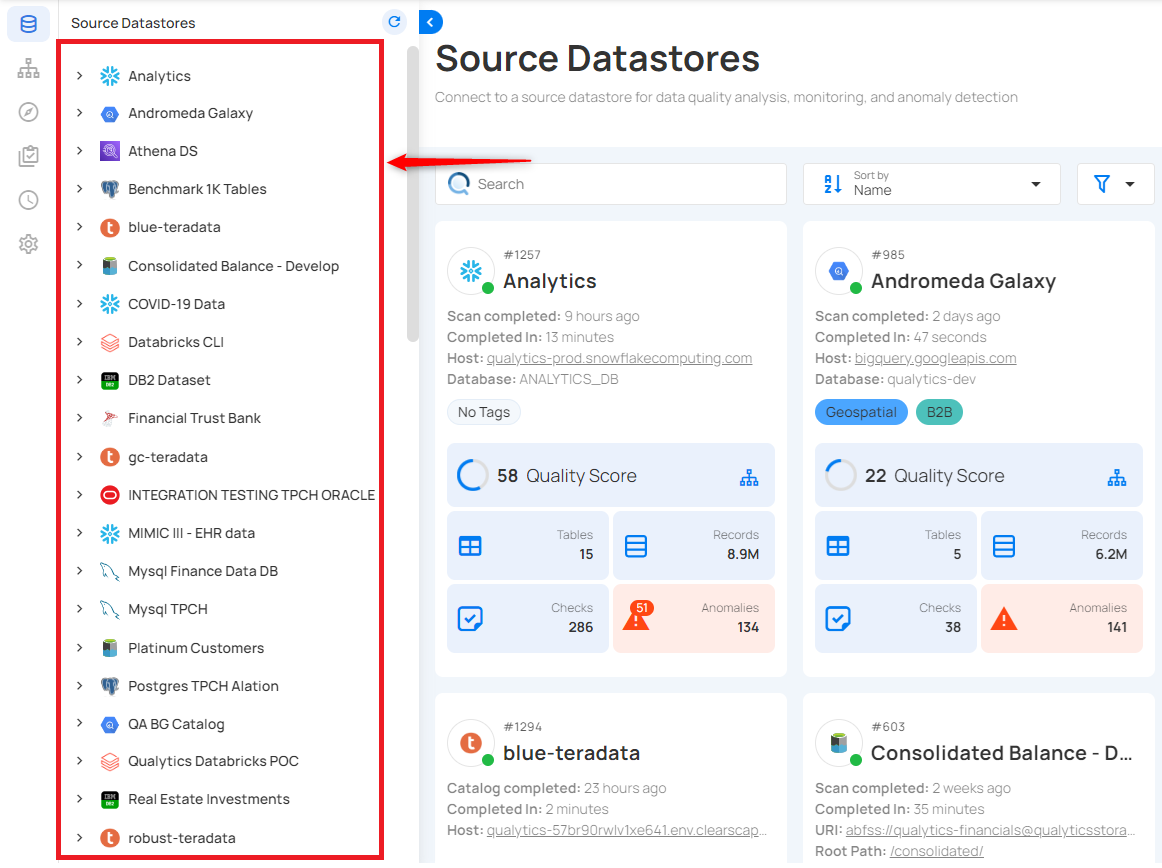 Source Datastores
Analytics
Andromeda Galaxy
Athena DS
Benchmark 1K Tables
blue-teradata
Consolidated Balance - Develop
COVID-19 Data
Databricks CLI
IBM DB2
DB2 Dataset
Financial Trust Bank
gc-teradata
INTEGRATION TESTING TPCH ORACLE
MIMIC III - EHR data
Mysql Finance Data DB
Mysql TPCH
Platinum Customers
Postgres TPCH Alation
QA BG Catalog
Qualytics Databricks POC
IBM DB2
Real Estate Investments
robust-teradata
Source Datastores
Connect to a source datastore for data quality analysis, monitoring, and anomaly detection
Search
Sort by
Name
#1257
Analytics
Scan completed: 9 hours ago
Completed In: 13 minutes
Host: qualytics-prod.snowflakecomputing.com
Database: ANALYTICS_DB
No Tags
58 Quality Score
Tables
15
Records
8.9M
Checks
286
51
Anomalies
134
#985
Andromeda Galaxy
Scan completed: 2 days ago
Completed In: 47 seconds
Host: bigquery.googleapis.com
Database: qualytics-dev
Geospatial B2B
22 Quality Score
Tables
5
Records
6.2M
Checks
38
Anomalies
141
#1294
blue-teradata
Catalog completed: 23 hours ago
Completed In: 2 minutes
Host: qualytics-57br90rwlv1xe641.env.clearscap...
#603
Consolidated Balance - D...
Scan completed: 2 weeks ago
Completed In: 35 minutes
URI: abfss://qualytics-financials@qualyticsstora...
Root Path: /consolidated/